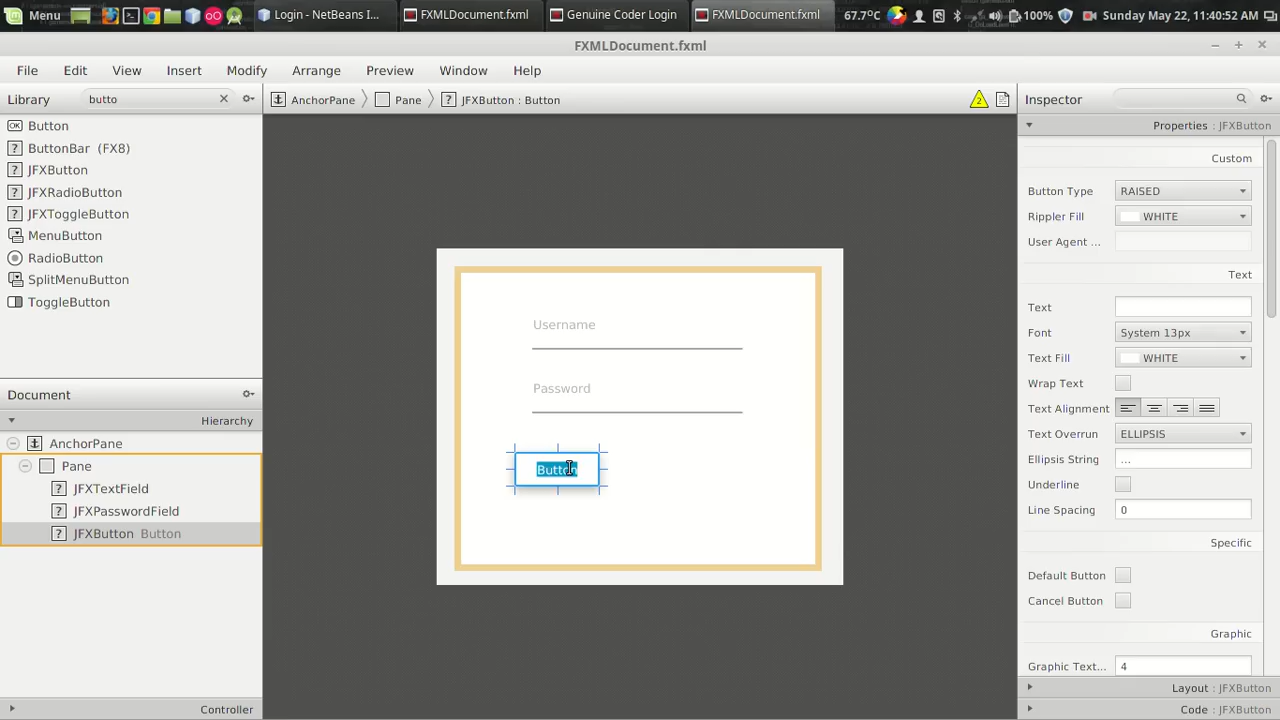 Menu
Login - NetBeans I...
FXMLDocument.fxml
Genuine Coder Login
FXMLDocument.fxml
67.7°C
100%
Sunday May 22, 11:40:52
FXMLDocument.fxml
File
Edit
View
Insert
Modify
Arrange
Preview
Window
Help
Library
butto
Button
ButtonBar (FX8)
JFXButton
JFXRadioButton
JFXToggleButton
MenuButton
RadioButton
SplitMenuButton
ToggleButton
Document
Hierarchy
AnchorPane
Pane
JFXTextField
JFXPasswordField
JFXButton Button
Controller
AnchorPane
Pane
JFXButton : Button
2
Username
Password
Button
Inspector
Properties : JFXButton
Custom
Button Type RAISED
Rippler Fill WHITE
User Agent ...
Text
Text
Font System 13px
Text Fill WHITE
Wrap Text
Text Alignment
Text Overrun ELLIPSIS
Ellipsis String ...
Underline
Line Spacing 0
Specific
Default Button
Cancel Button
Graphic
Graphic Text... 4
Layout : JFXButton
Code : JFXButton